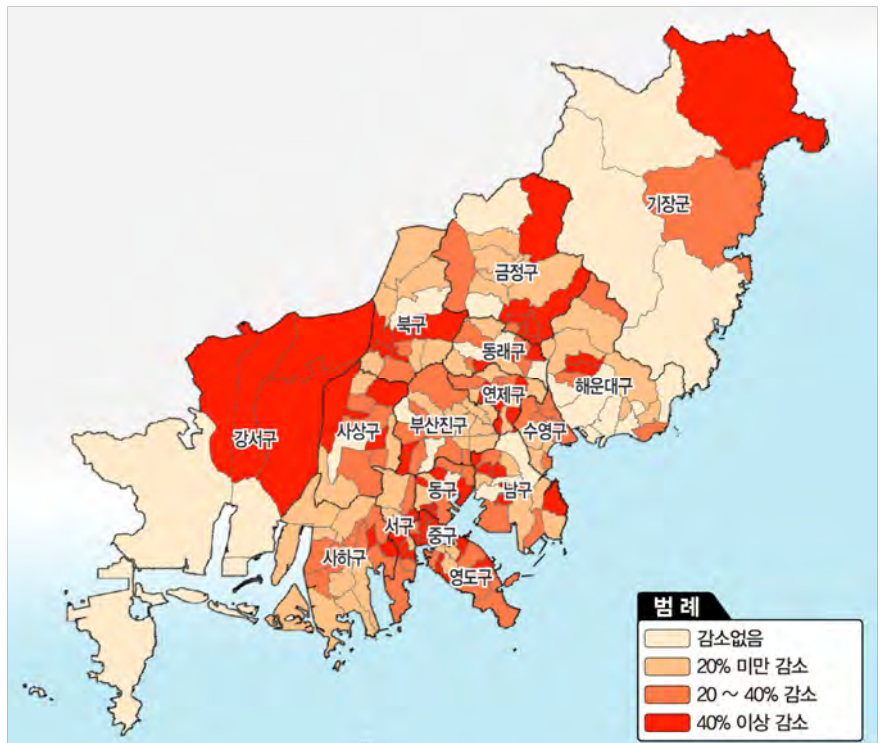 기장군
금정구
북구
동래구
연제구
해운대구
강서구
사상구
부산진구
수영구
동구
남구
서구
중구
사하구
영도구
범 례
감소없음
20% 미만 감소
20 ~ 40% 감소
40% 이상 감소